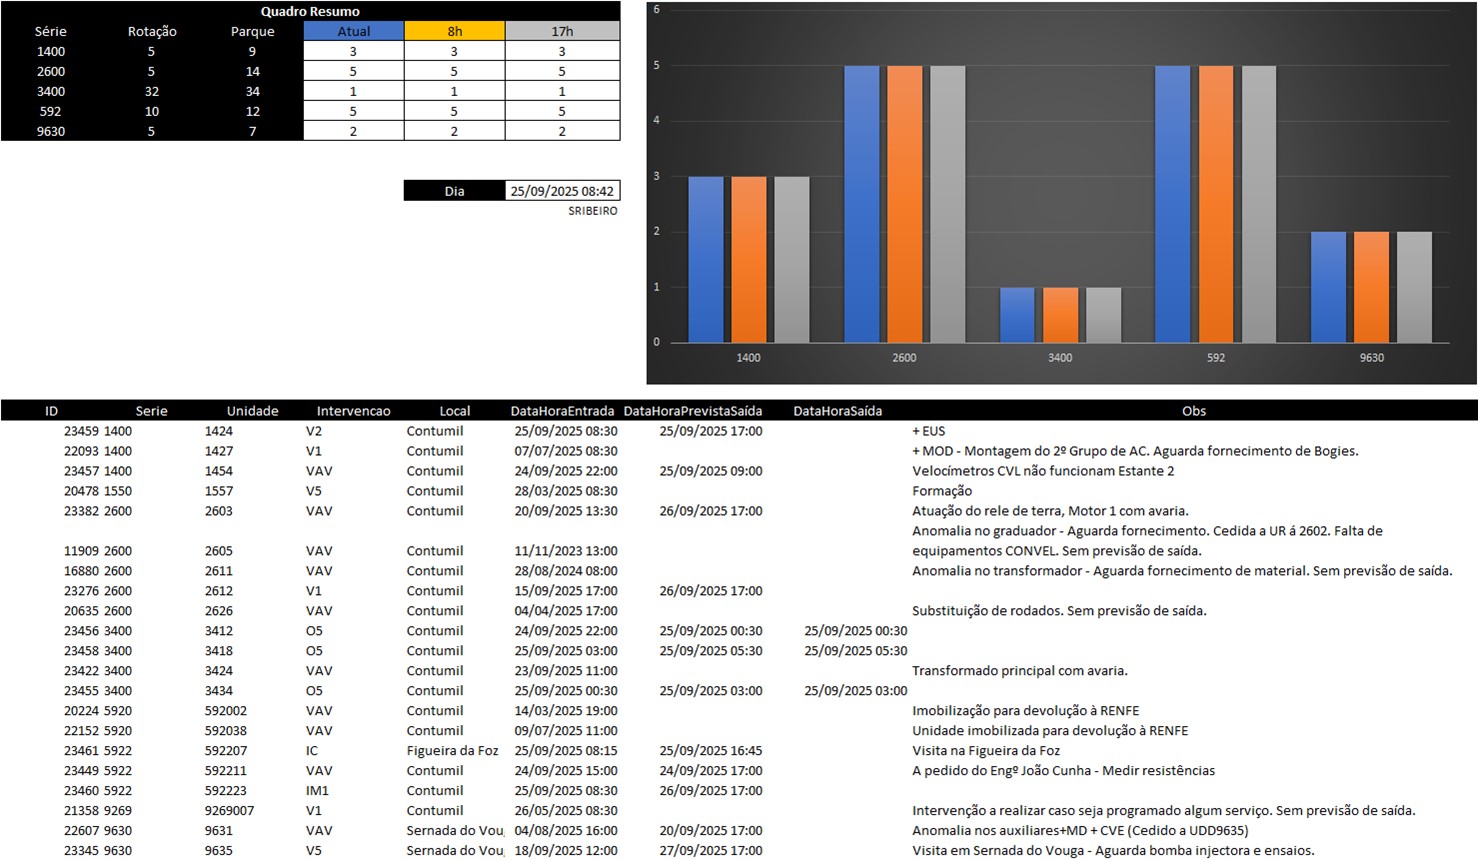 Quadro Resumo
Série Rotação Parque Atual 8h 17h
1400 5 9 3 3 3
2600 5 14 5 5 5
3400 32 34 1 1 1
592 10 12 5 5 5
9630 5 7 2 2 2
Dia 25/09/2025 08:42
SRIBEIRO
6
5
4
3
2
1
0
1400 2600 3400 592 9630
ID Serie Unidade Intervencao Local DataHoraEntrada DataHoraPrevistaSaída DataHoraSaída Obs
23459 1400 1424 V2 Contumil 25/09/2025 08:30 25/09/2025 17:00 + EUS
22093 1400 1427 V1 Contumil 07/07/2025 08:30 + MOD - Montagem do 2º Grupo de AC. Aguarda fornecimento de Bogies.
23457 1400 1454 VAV Contumil 24/09/2025 22:00 25/09/2025 09:00 Velocímetros CVL não funcionam Estante 2
20478 1550 1557 V5 Contumil 28/03/2025 08:30 Formação
23382 2600 2603 VAV Contumil 20/09/2025 13:30 26/09/2025 17:00 Atuação do rele de terra, Motor 1 com avaria.
Anomalia no graduador - Aguarda fornecimento. Cedida a UR á 2602. Falta de
11909 2600 2605 VAV Contumil 11/11/2023 13:00 equipamentos CONVEL. Sem previsão de saída.
16880 2600 2611 VAV Contumil 28/08/2024 08:00 Anomalia no transformador - Aguarda fornecimento de material. Sem previsão de saída.
23276 2600 2612 V1 Contumil 15/09/2025 17:00 26/09/2025 17:00
20635 2600 2626 VAV Contumil 04/04/2025 17:00 Substituição de rodados. Sem previsão de saída.
23456 3400 3412 O5 Contumil 24/09/2025 22:00 25/09/2025 00:30 25/09/2025 00:30
23458 3400 3418 O5 Contumil 25/09/2025 03:00 25/09/2025 05:30 25/09/2025 05:30
23422 3400 3424 VAV Contumil 23/09/2025 11:00 Transformado principal com avaria.
23455 3400 3434 O5 Contumil 25/09/2025 00:30 25/09/2025 03:00 25/09/2025 03:00
20224 5920 592002 VAV Contumil 14/03/2025 19:00 Imobilização para devolução à RENFE
22152 5920 592038 VAV Contumil 09/07/2025 11:00 Unidade imobilizada para devolução à RENFE
23461 5922 592207 IC Figueira da Foz 25/09/2025 08:15 25/09/2025 16:45 Visita na Figueira da Foz
23449 5922 592211 VAV Contumil 24/09/2025 15:00 24/09/2025 17:00 A pedido do Engº João Cunha - Medir resistências
23460 5922 592223 IM1 Contumil 25/09/2025 08:30 26/09/2025 17:00
21358 9269 9269007 V1 Contumil 26/05/2025 08:30 Intervenção a realizar caso seja programado algum serviço. Sem previsão de saída.
22607 9630 9631 VAV Sernada do Voug 04/08/2025 16:00 20/09/2025 17:00 Anomalia nos auxiliares+MD + CVE (Cedido a UDD9635)
23345 9630 9635 V5 Sernada do Voug 18/09/2025 12:00 27/09/2025 17:00 Visita em Sernada do Vouga - Aguarda bomba injectora e ensaios.